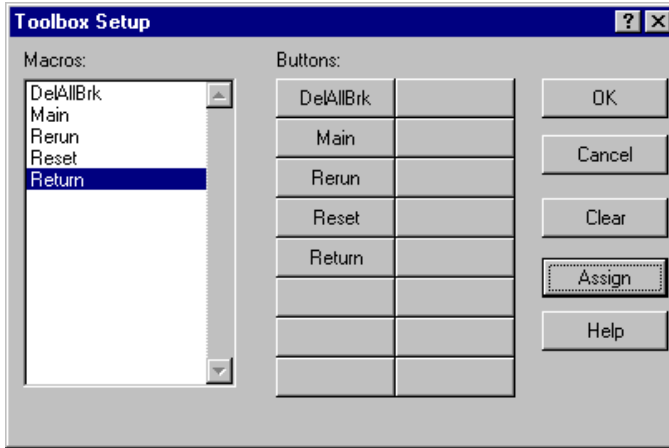 Toolbox Setup
Macros:
DelAllBrk
Main
Rerun
Reset
Return
Buttons:
DelAllBrk
Main
Rerun
Reset
Return
OK
Cancel
Clear
Assign
Help